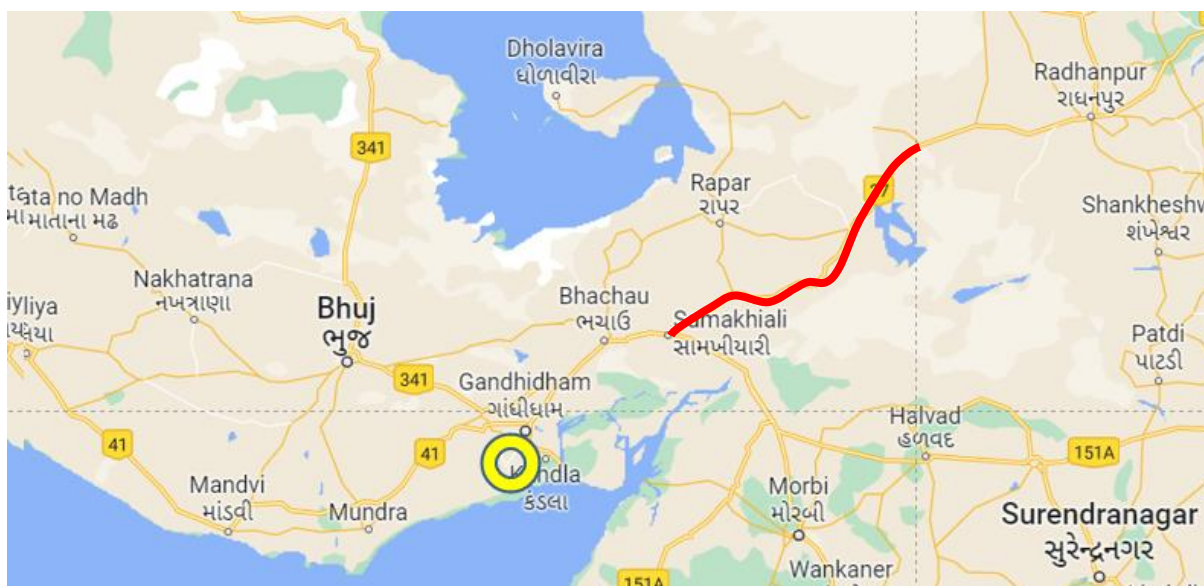 Dholavira
ધોળાવીરા
Radhanpur
રાધનપુર
341
Rapar
રાપર
ata no Madh
માતાના મઢ
Shankheshw
શંખેશ્વર
Nakhatrana
નખત્રાણા
Bhuj
ભુજ
Bhachau
ભચાઉ
Samakhiali
સામખીયારી
Patdi
પાટડી
341
Gandhidham
ગાંધીધામ
Halvad
હળવદ
41
41
151A
Kandla
કંડલા
Mandvi
માંડવી
Mundra
Morbi
મોરબી
Surendranagar
સુરેન્દ્રનગર
Wankaner
151A